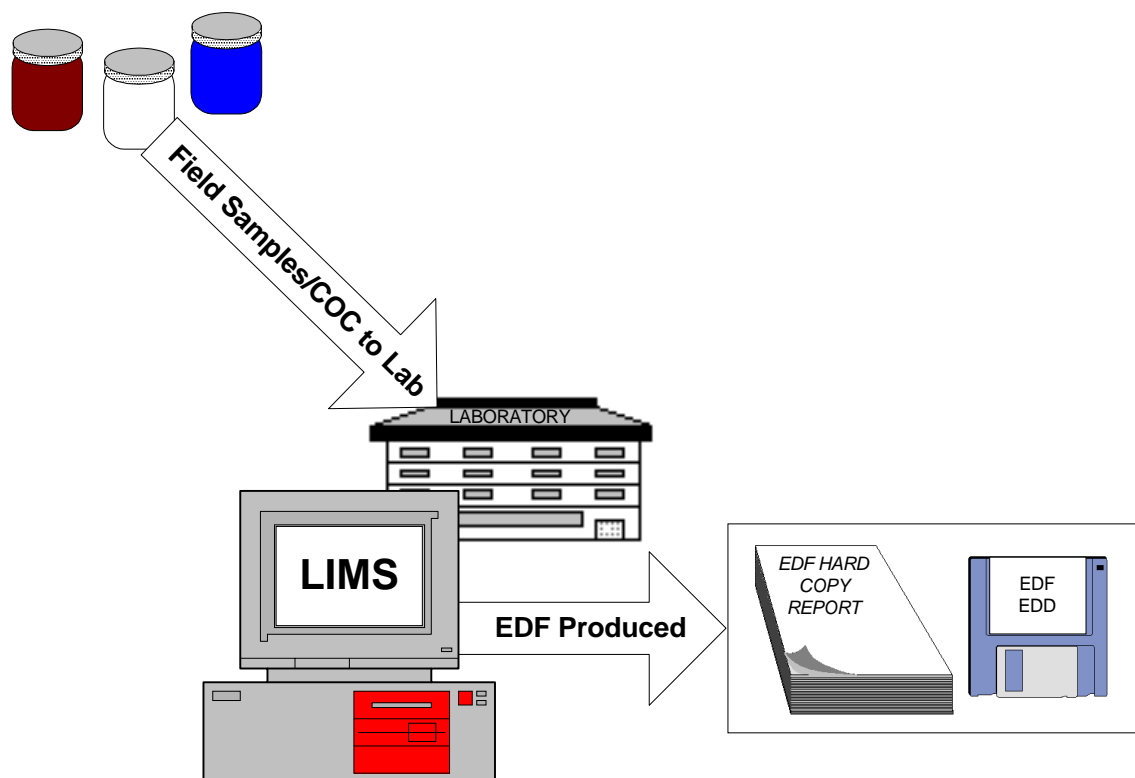 Field Samples/COC to Lab
LABORATORY
LIMS
EDF Produced
EDF HARD
COPY
REPORT
EDF
EDD